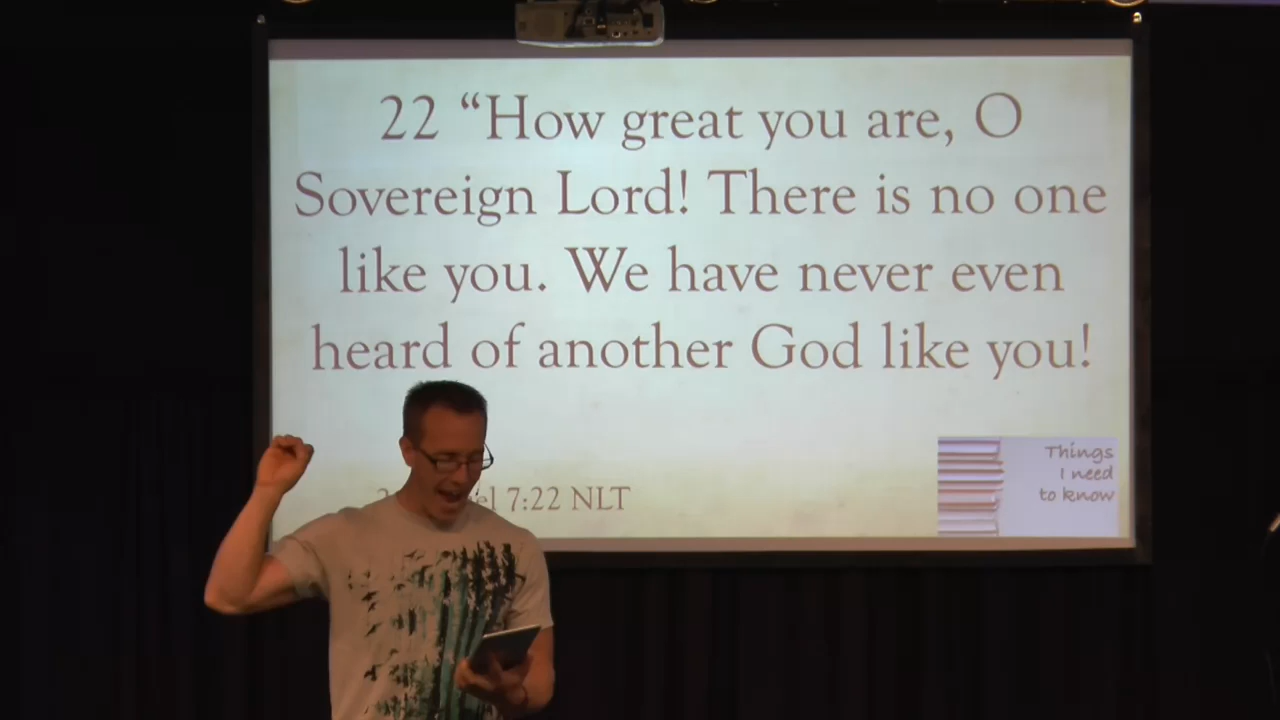 22 “How great you are, O
Sovereign Lord! There is no one
like you. We have never even
heard of another God like you!
7:22 NLT
Things
I need
to know